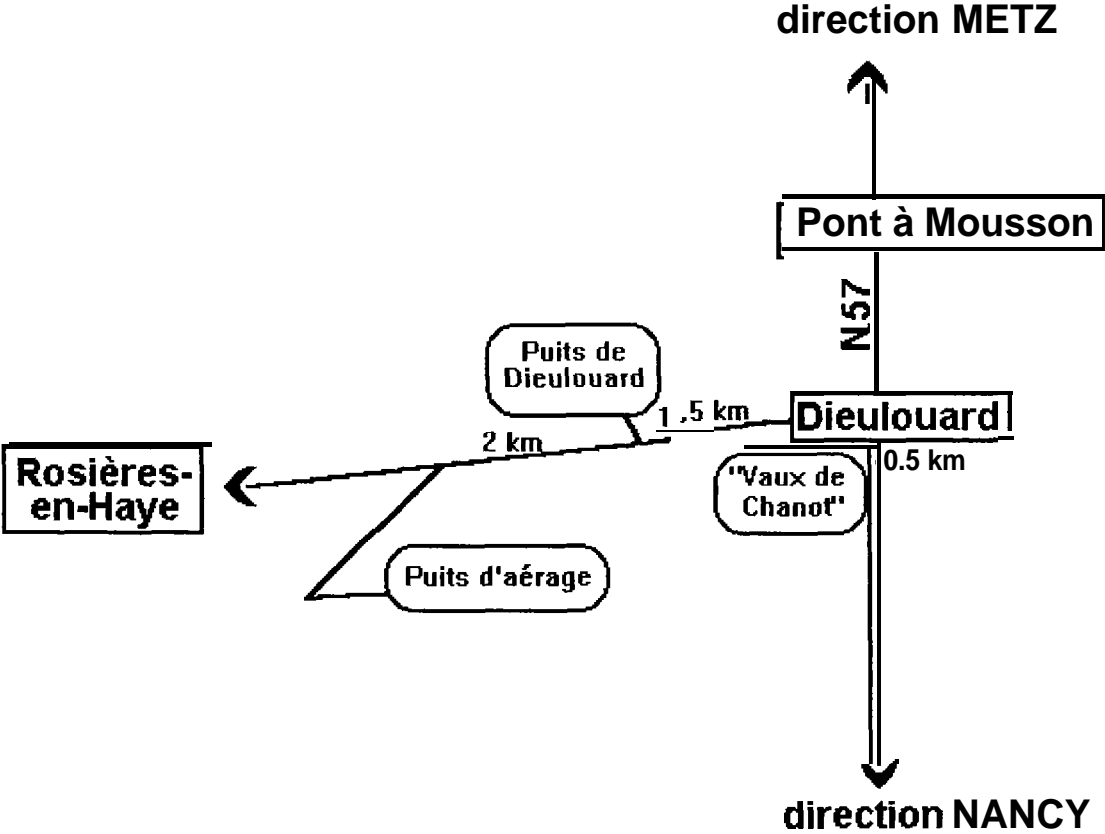 direction METZ
Pont à Mousson
N57
Puits de
Dieulouard
1 ,5 km
Dieulouard
2 km
0.5 km
Rosières-
en-Haye
"Vaux de
Chanot"
Puits d'aérage
direction NANCY